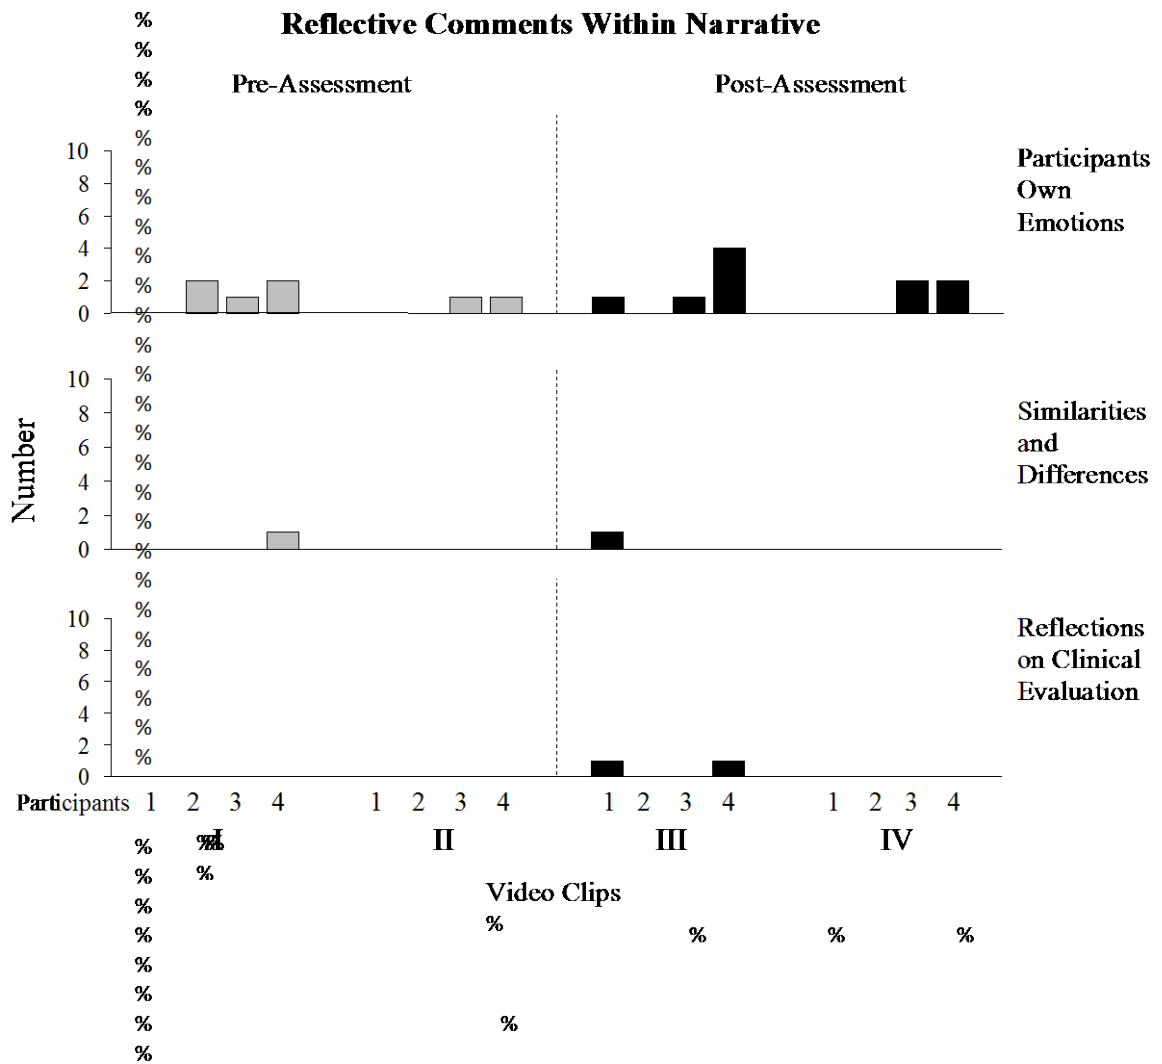 %
Reflective Comments Within Narrative
%
%
Pre-Assessment
Post-Assessment
%
%
10
%
Participants
8
%
Own
6
%
Emotions
4
%
2
%
0
%
%
10
%
8
%
Similarities
6
%
and
4
%
Differences
2
%
0
%
Number
%
10
%
Reflections
8
%
on Clinical
6
%
Evaluation
4
%
2
%
0
Participants 1 2 3 4 1 2 3 4 1 2 3 4 1 2 3 4
% %% I II III IV
% %
Video Clips
%
%
% % % %
%
%
% %
%